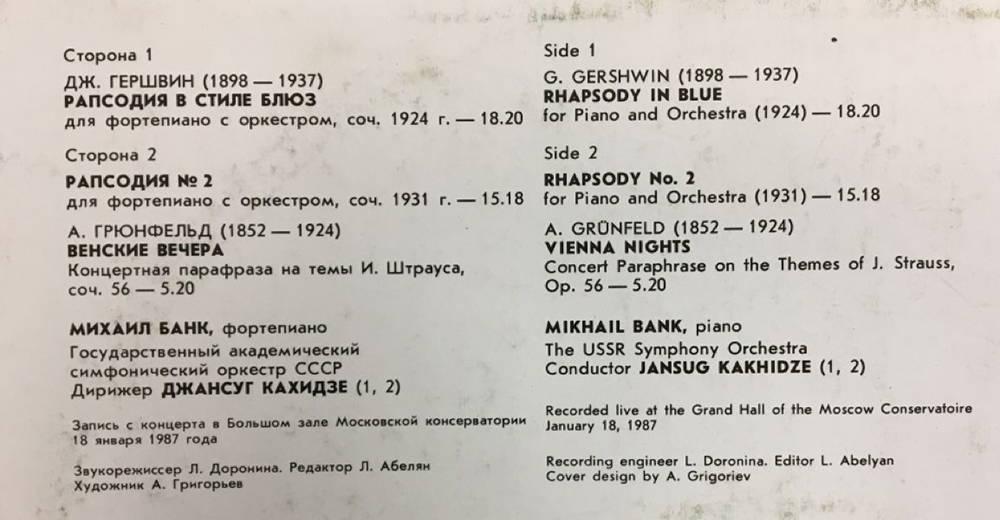 Сторона 1
ДЖ. ГЕРШВИН (1898 — 1937)
РАПСОДИЯ В СТИЛЕ БЛЮЗ
для фортепиано с оркестром, соч. 1924 г. — 18.20
Сторона 2
РАПСОДИЯ № 2
для фортепиано с оркестром, соч. 1931 г. — 15.18
А. ГРЮНФЕЛЬД (1852 — 1924)
ВЕНСКИЕ ВЕЧЕРА
Концертная парафраза на темы И. Штрауса,
соч. 56 — 5.20
МИХАИЛ БАНК, фортепиано
Государственный академический
симфонический оркестр СССР
Дирижер ДЖАНСУГ КАХИДЗЕ (1, 2)
Запись с концерта в Большом зале Московской консерватории
18 января 1987 года
Звукорежиссер Л. Доронина. Редактор Л. Абелян
Художник А. Григорьев
Side 1
G. GERSHWIN (1898 — 1937)
RHAPSODY IN BLUE
for Piano and Orchestra (1924) — 18.20
Side 2
RHAPSODY No. 2
for Piano and Orchestra (1931) — 15.18
A. GRÜNFELD (1852 — 1924)
VIENNA NIGHTS
Concert Paraphrase on the Themes of J. Strauss,
Op. 56 — 5.20
MIKHAIL BANK, piano
The USSR Symphony Orchestra
Conductor JANSUG KAKHIDZE (1, 2)
Recorded live at the Grand Hall of the Moscow Conservatoire
January 18, 1987
Recording engineer L. Doronina. Editor L. Abelyan
Cover design by A. Grigoriev